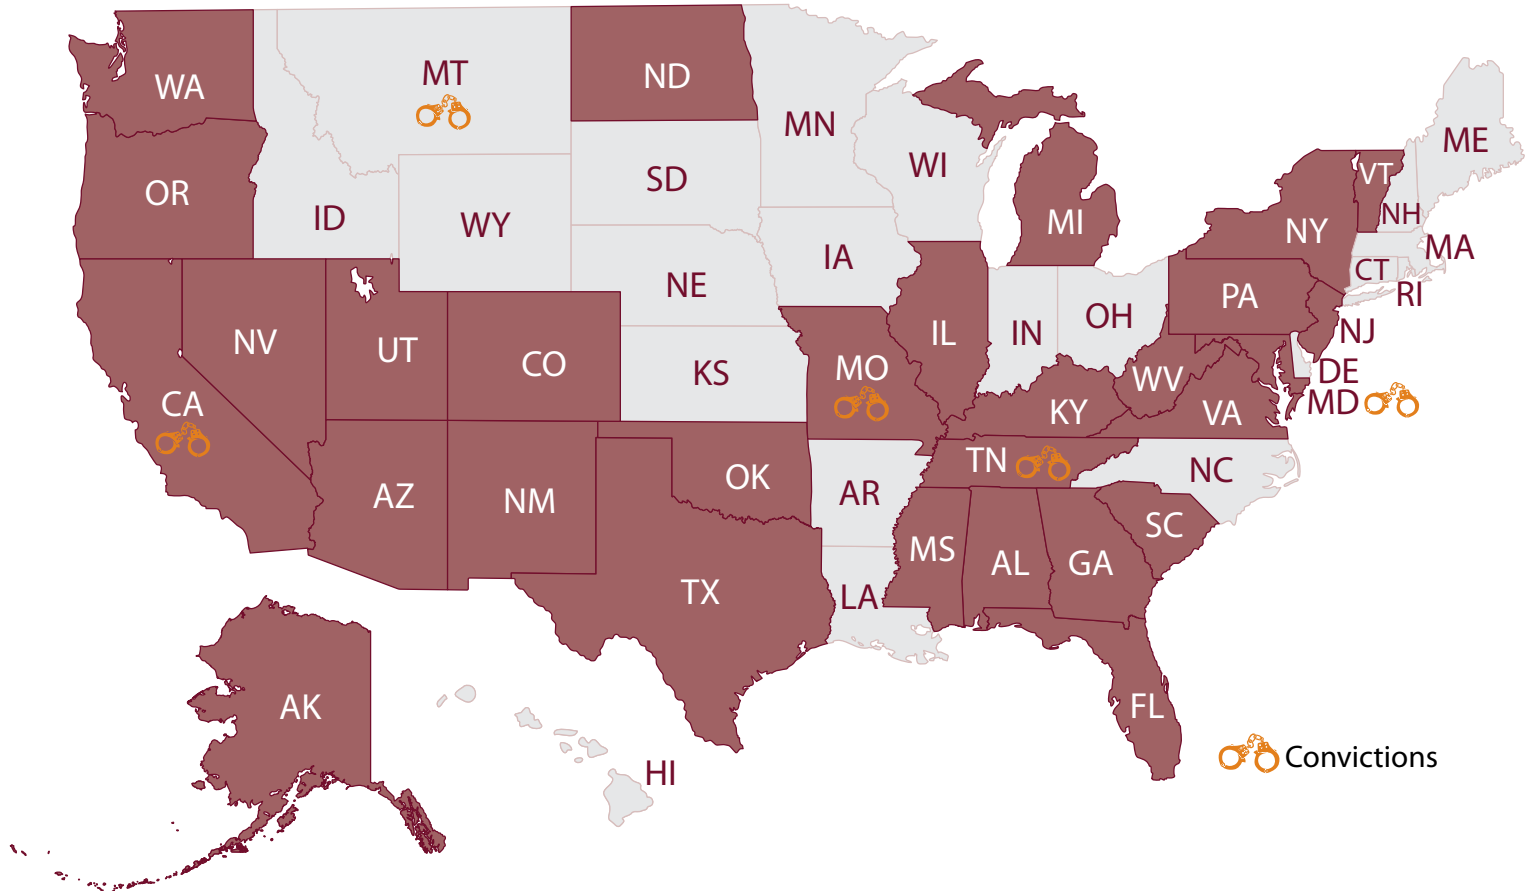 WA
MT
ND
MN
ME
OR
ID
WY
SD
WI
VT
NH
MI
NY
MA
IA
CT
NE
RI
PA
NV
UT
CO
KS
IL
IN
OH
NJ
MO
WV
DE
CA
KY
VA
MD
TN
NC
AZ
NM
OK
AR
SC
MS
AL
GA
TX
LA
AK
FL
HI
Convictions